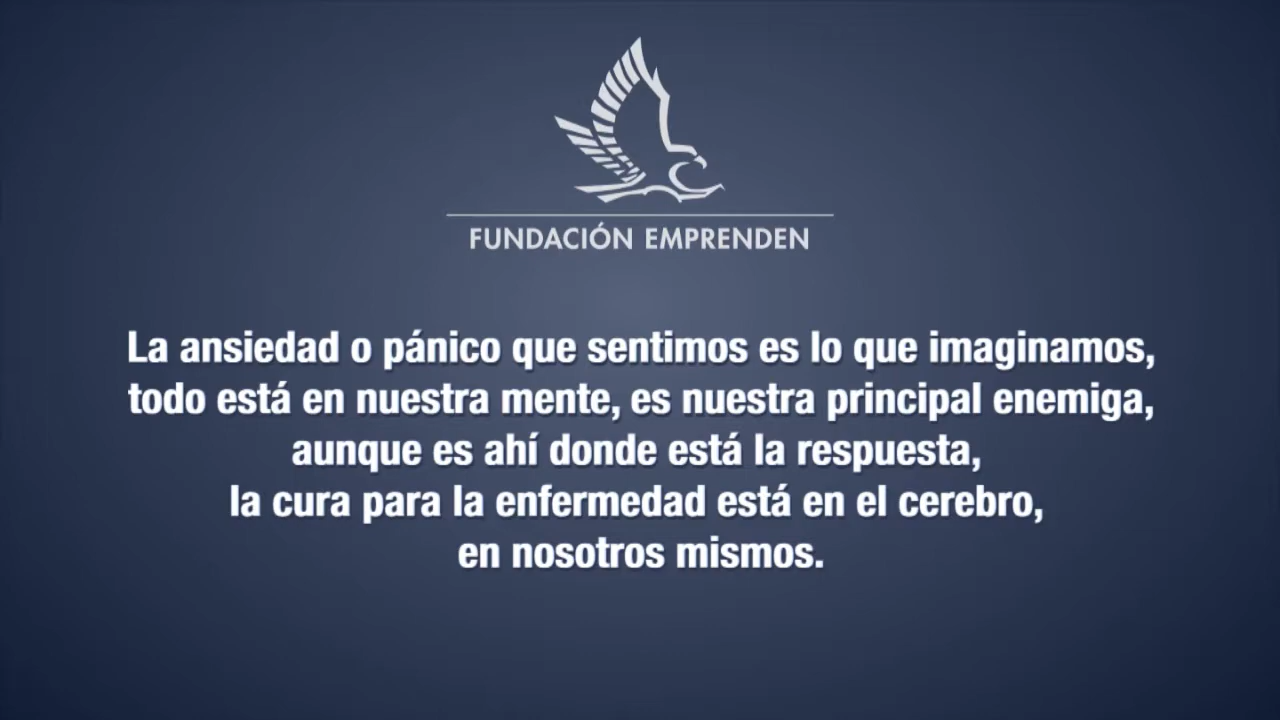 FUNDACIÓN EMPRENDEN
La ansiedad o pánico que sentimos es lo que imaginamos,
todo está en nuestra mente, es nuestra principal enemiga,
aunque es ahí donde está la respuesta,
la cura para la enfermedad está en el cerebro,
en nosotros mismos.